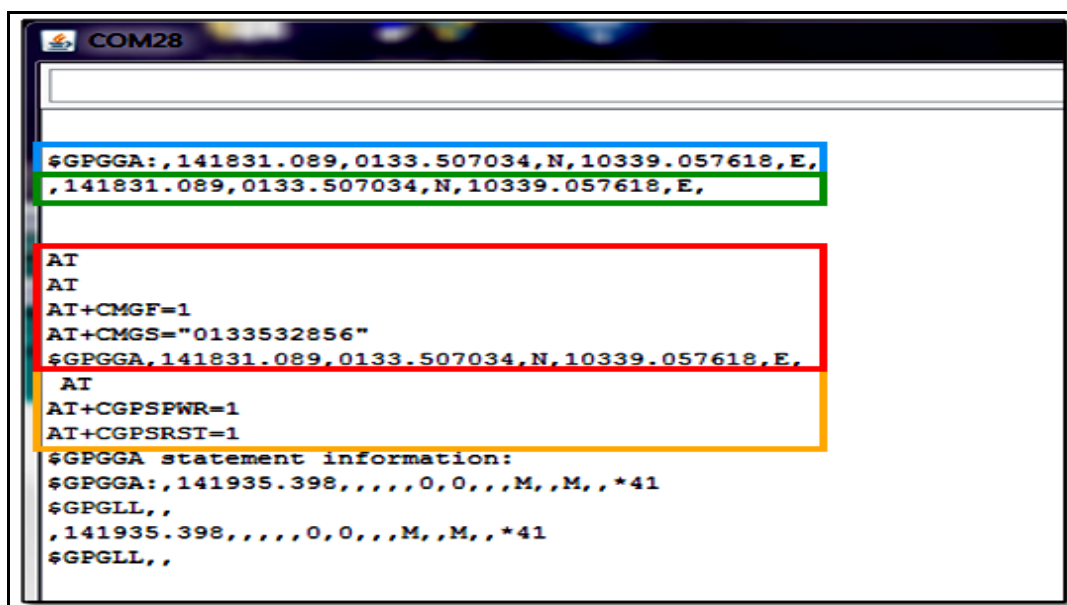 COM28
$GPGGA:,141831.089,0133.507034,N,10339.057618,E,
,141831.089,0133.507034,N,10339.057618,E,
AT
AT
AT+CMGF=1
AT+CMGS="0133532856"
$GPGGA,141831.089,0133.507034,N,10339.057618,E,
AT
AT+CGPSPWR=1
AT+CGPSRST=1
$GPGGA statement information:
$GPGGA:,141935.398,,,,,0,0,,,M,,M,,*41
$GPGLL,,
,141935.398,,,,,0,0,,,M,,M,,*41
$GPGLL,,